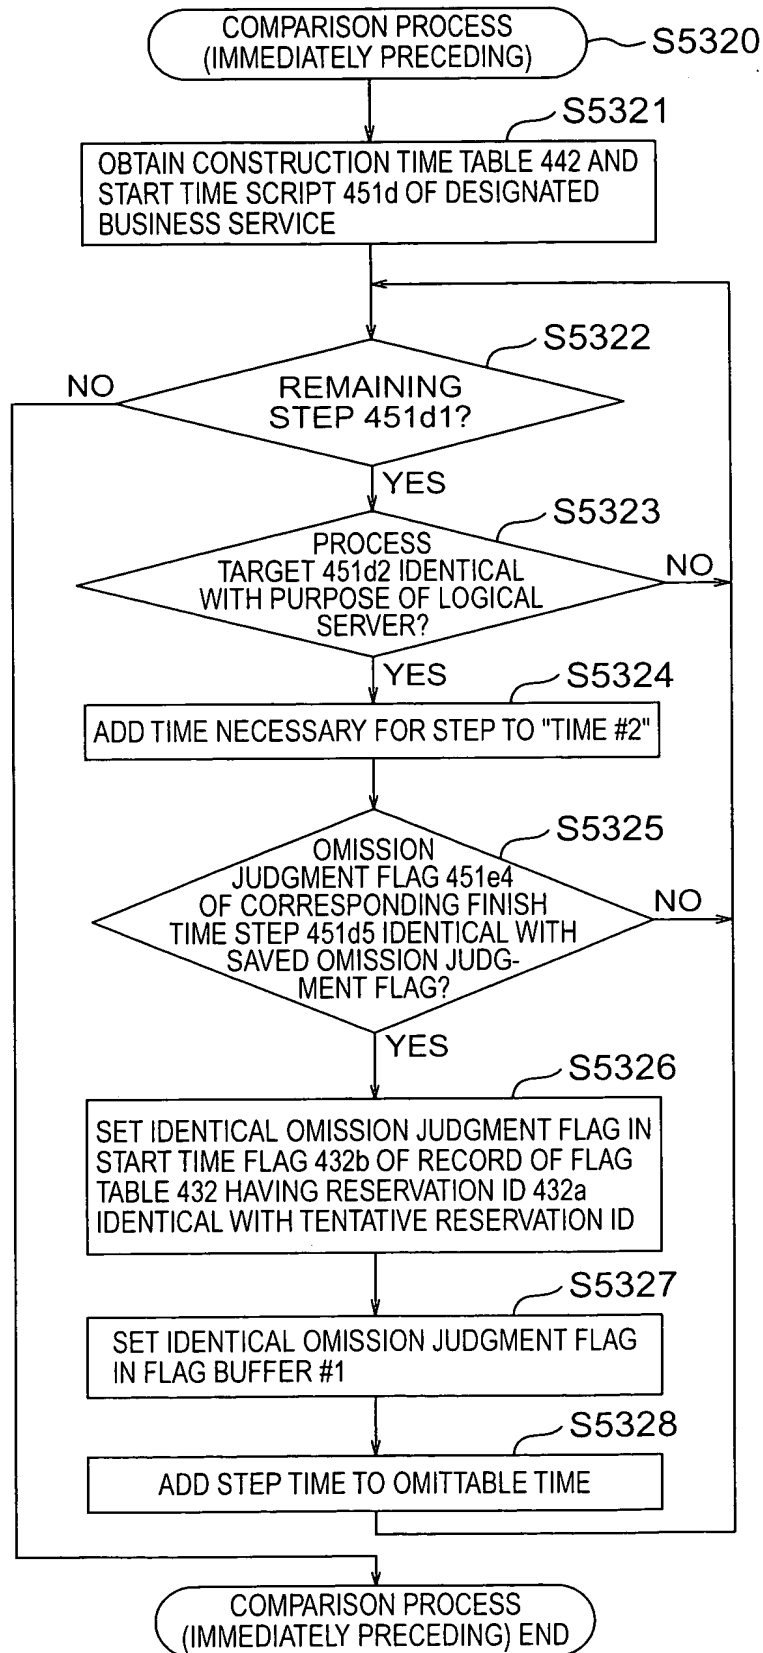 COMPARISON PROCESS
(IMMEDIATELY PRECEDING)
S5320
S5321
OBTAIN CONSTRUCTION TIME TABLE 442 AND
START TIME SCRIPT 451d OF DESIGNATED
BUSINESS SERVICE
S5322
NO
REMAINING
STEP 451d1?
YES
S5323
PROCESS
TARGET 451d2 IDENTICAL
WITH PURPOSE OF LOGICAL
SERVER?
NO
YES
S5324
ADD TIME NECESSARY FOR STEP TO "TIME #2"
S5325
OMISSION
JUDGMENT FLAG 451e4
OF CORRESPONDING FINISH
TIME STEP 451d5 IDENTICAL WITH
SAVED OMISSION JUDG-
MENT FLAG?
NO
YES
S5326
SET IDENTICAL OMISSION JUDGMENT FLAG IN
START TIME FLAG 432b OF RECORD OF FLAG
TABLE 432 HAVING RESERVATION ID 432a
IDENTICAL WITH TENTATIVE RESERVATION ID
S5327
SET IDENTICAL OMISSION JUDGMENT FLAG
IN FLAG BUFFER #1
S5328
ADD STEP TIME TO OMITTABLE TIME
COMPARISON PROCESS
(IMMEDIATELY PRECEDING) END